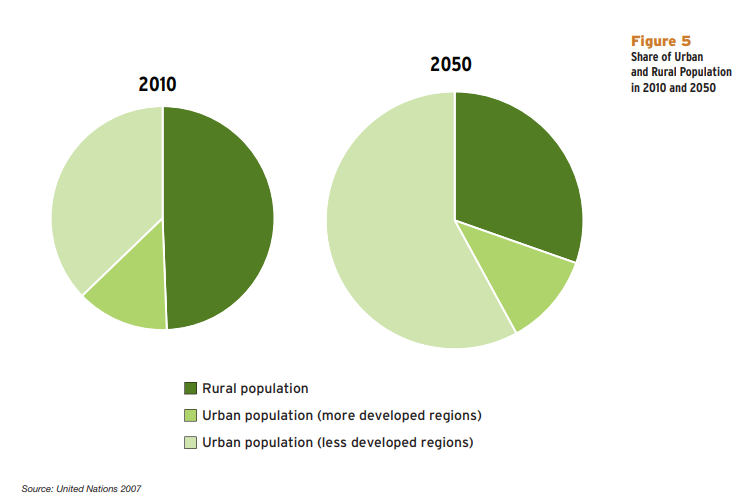 Figure 5
Share of Urban
and Rural Population
in 2010 and 2050
2010
2050
Rural population
Urban population (more developed regions)
Urban population (less developed regions)
Source: United Nations 2007